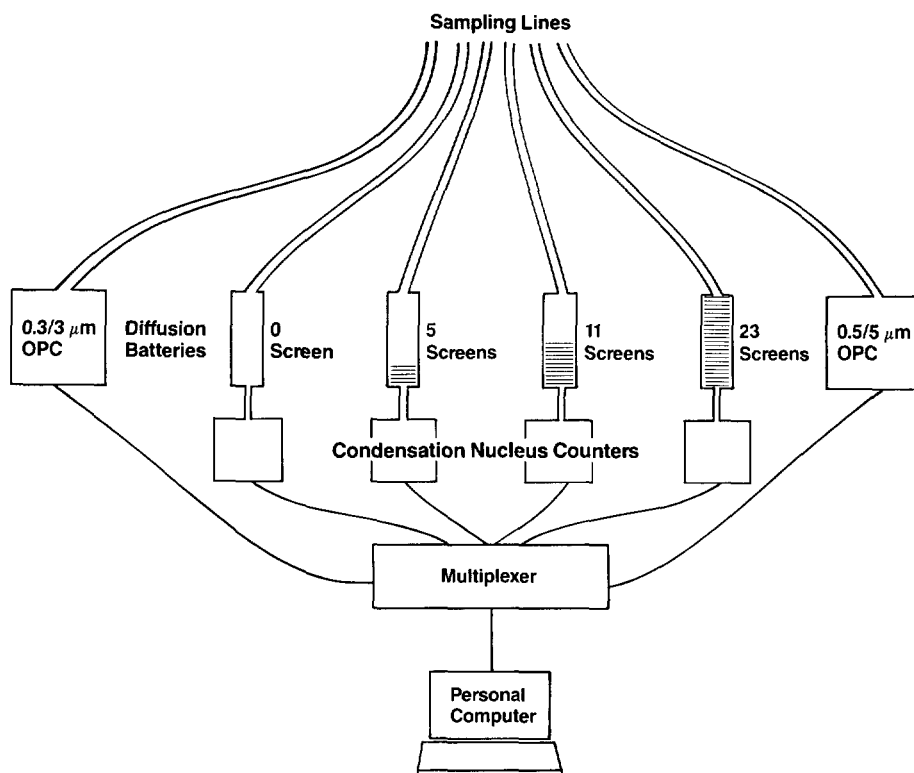 Sampling Lines
0.3/3 μm
OPC
Diffusion
Batteries
0
Screen
5
Screens
11
Screens
23
Screens
0.5/5 μm
OPC
Condensation Nucleus Counters
Multiplexer
Personal
Computer